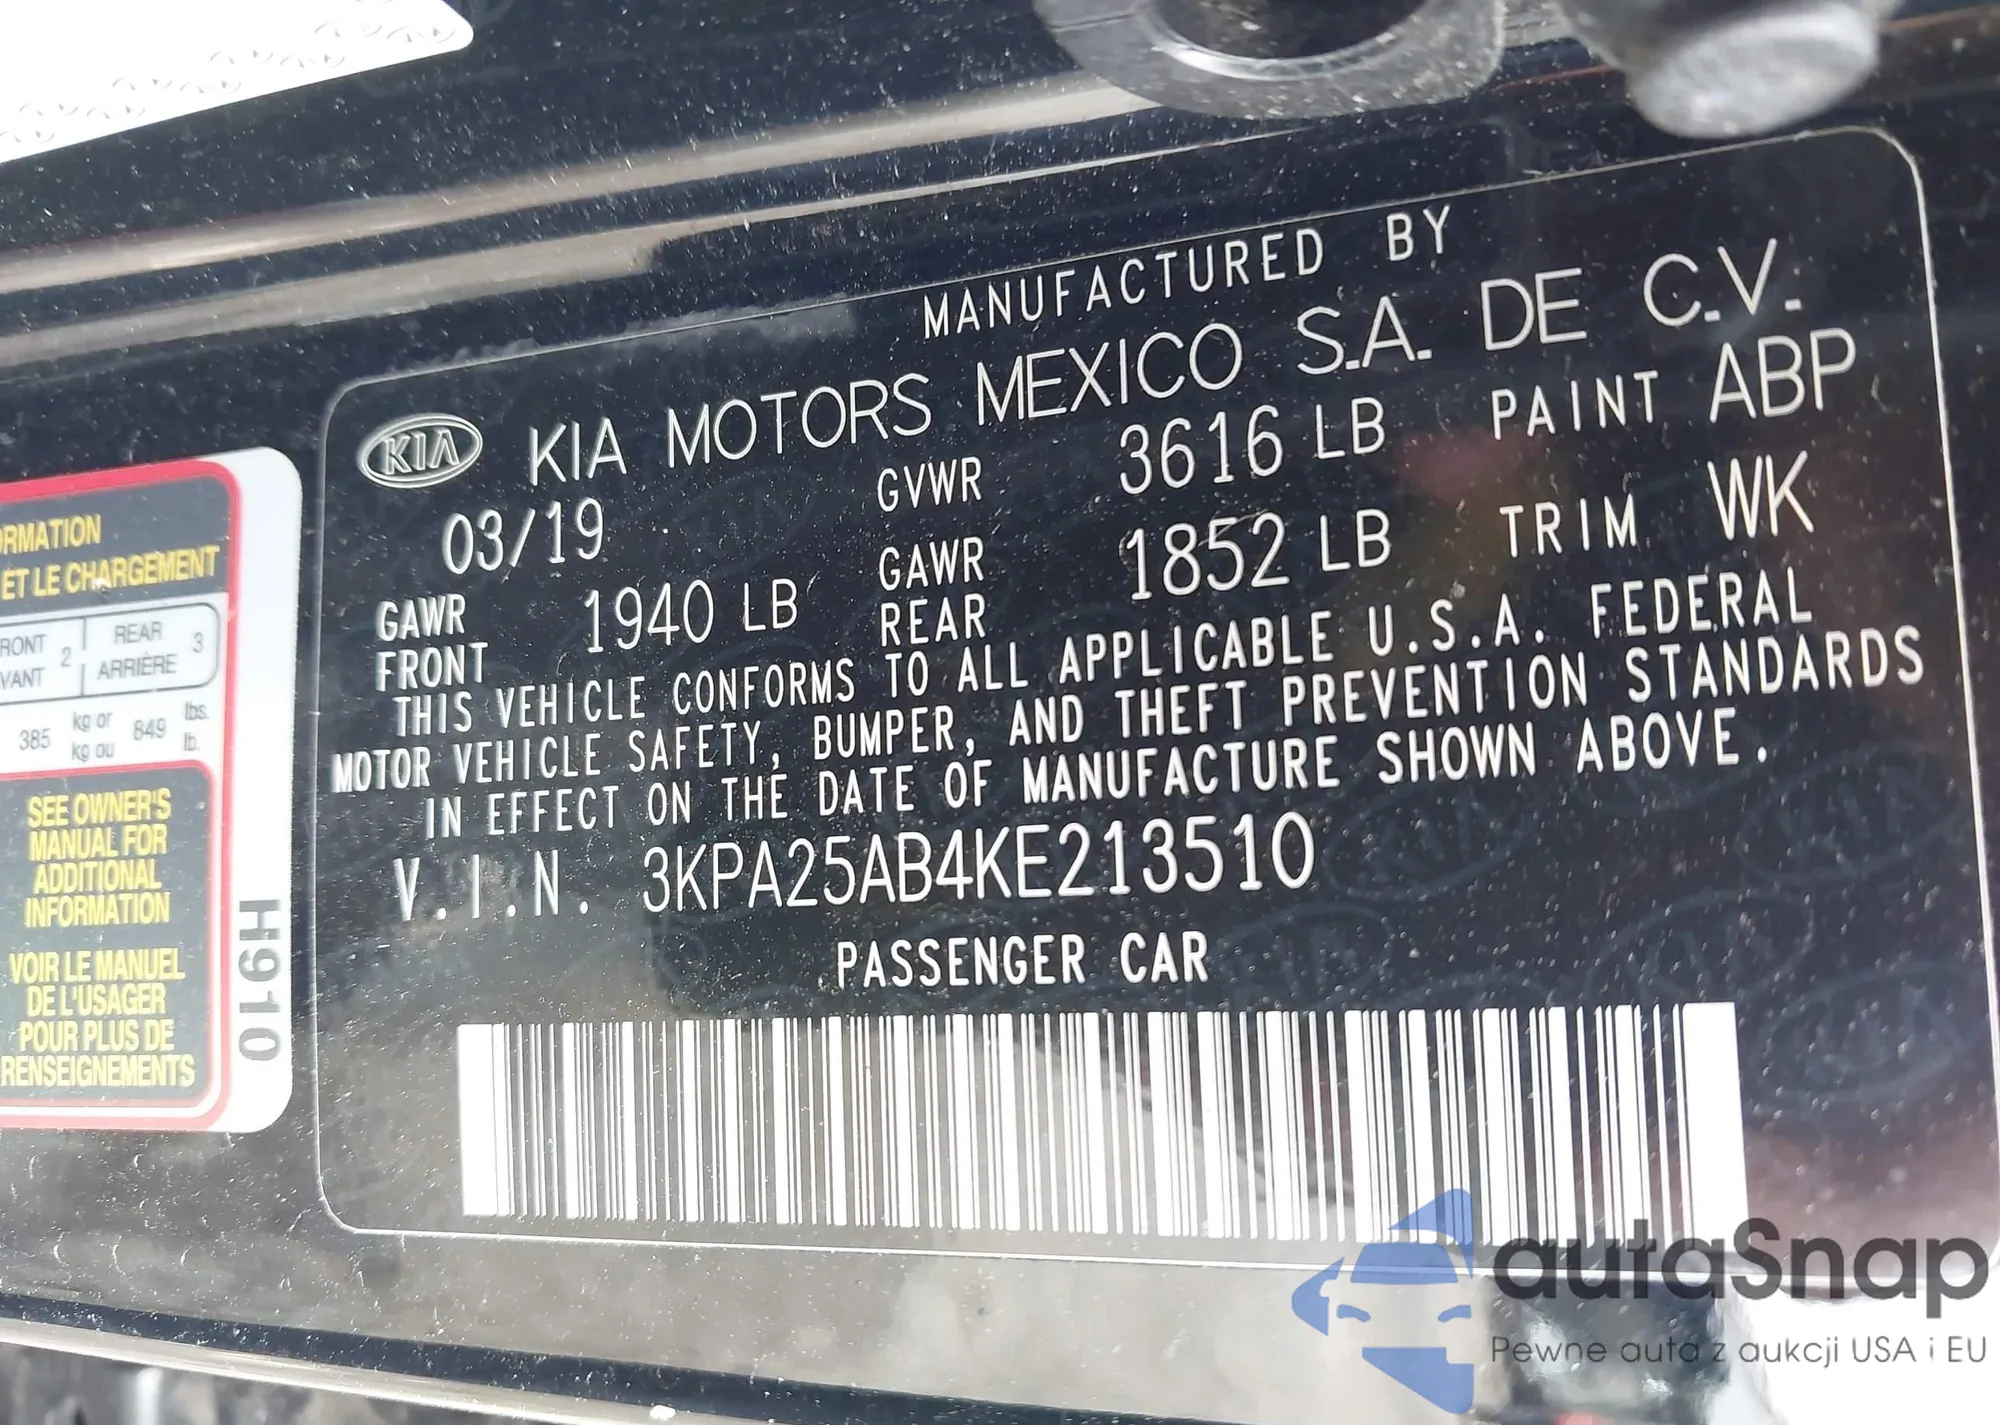 MANUFACTURED BY
KIA KIA MOTORS MEXICO S.A. DE C.V.
03/19 GVWR 3616 LB PAINT ABP
GAWR FRONT 1940 LB GAWR REAR 1852 LB TRIM WK
THIS VEHICLE CONFORMS TO ALL APPLICABLE U.S.A. FEDERAL
MOTOR VEHICLE SAFETY, BUMPER, AND THEFT PREVENTION STANDARDS
IN EFFECT ON THE DATE OF MANUFACTURE SHOWN ABOVE.
V.I.N. 3KPA25AB4KE213510
PASSENGER CAR
ORMATION
ET LE CHARGEMENT
RONT 2 REAR 3
VANT ARRIÈRE
385 kg or 849 lbs.
kg ou lb.
SEE OWNER'S
MANUAL FOR
ADDITIONAL
INFORMATION
VOIR LE MANUEL
DE L'USAGER
POUR PLUS DE
RENSEIGNEMENTS
H910
autaSnap
Pewne auta z aukcji USA i EU